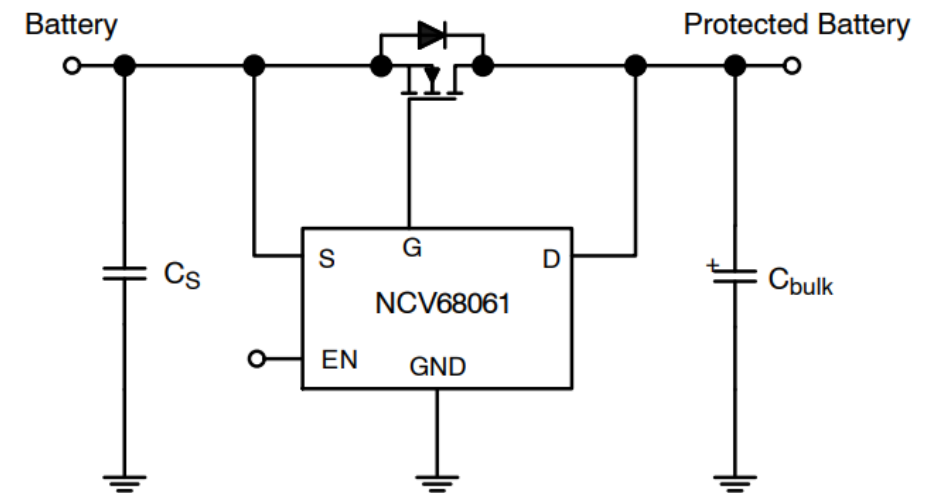 Battery
Protected Battery
S
G
D
CS
NCV68061
+
Cbulk
EN
GND